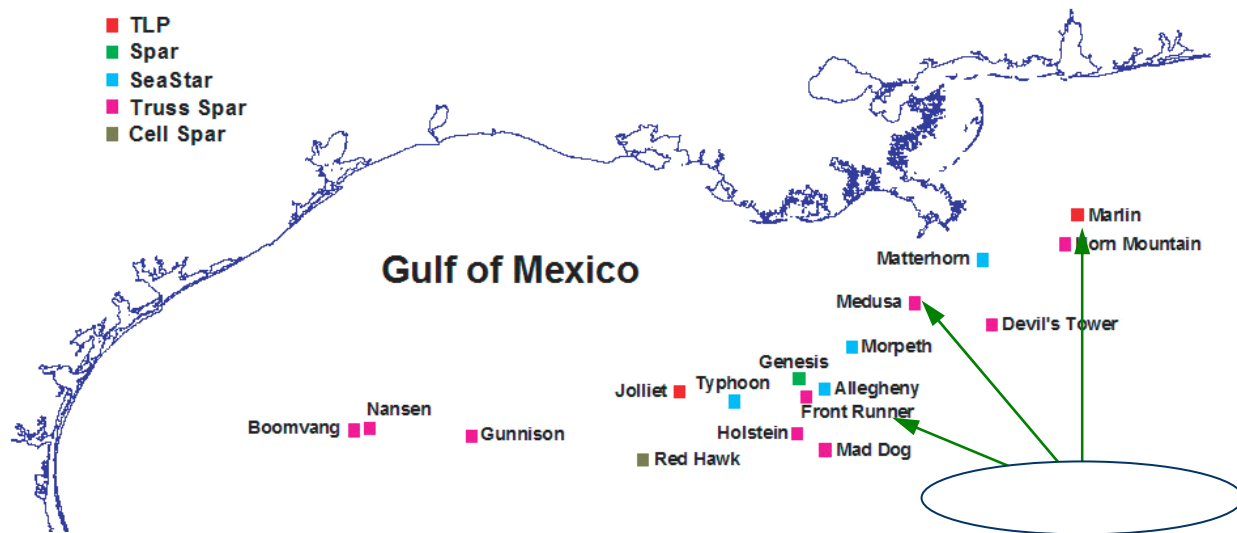 TLP
Spar
SeaStar
Truss Spar
Cell Spar
Gulf of Mexico
Marlin
Horn Mountain
Matterhorn
Medusa
Devil's Tower
Morpeth
Genesis
Typhoon
Jolliet
Allegheny
Front Runner
Nansen
Boomvang
Gunnison
Holstein
Mad Dog
Red Hawk